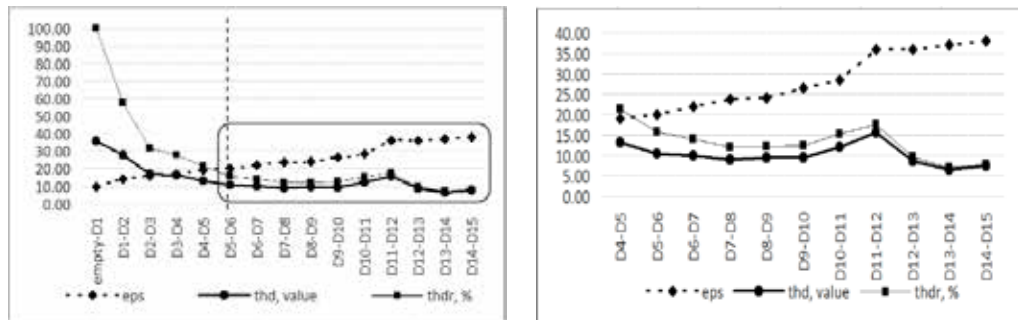 100.00
90.00
80.00
70.00
60.00
50.00
40.00
30.00
20.00
10.00
0.00
empty-D1
D1-D2
D2-D3
D3-D4
D4-D5
D5-D6
D6-D7
D7-D8
D8-D9
D9-D10
D10-D11
D11-D12
D12-D13
D13-D14
D14-D15
eps thd, value thdr, %
40.00
35.00
30.00
25.00
20.00
15.00
10.00
5.00
0.00
D4-D5
D5-D6
D6-D7
D7-D8
D8-D9
D9-D10
D10-D11
D11-D12
D12-D13
D13-D14
D14-D15
eps thd, value thdr, %